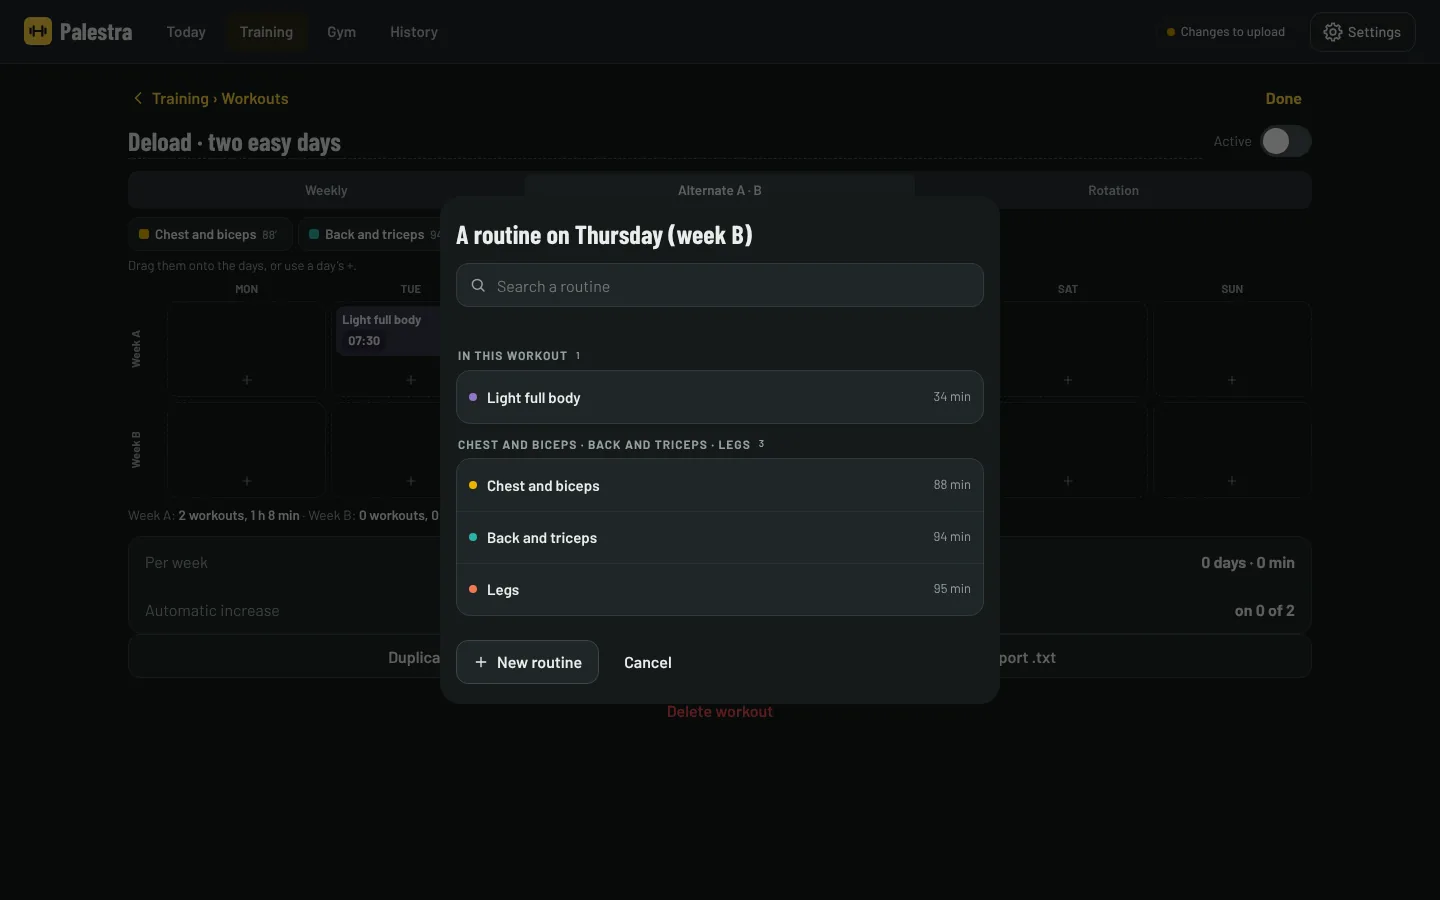 Palestra Today Training Gym History Changes to upload Settings
Training › Workouts Done
Deload · two easy days Active
Weekly Alternate A · B Rotation
Chest and biceps 88' Back and triceps
Drag them onto the days, or use a day's +.
MON TUE SAT SUN
Week A
Light full body
07:30
+ + + +
Week B
+ + + +
Week A: 2 workouts, 1 h 8 min · Week B: 0 workouts, 0
Per week 0 days · 0 min
Automatic increase on 0 of 2
Delete workout
A routine on Thursday (week B)
Search a routine
IN THIS WORKOUT 1
Light full body 34 min
CHEST AND BICEPS · BACK AND TRICEPS · LEGS 3
Chest and biceps 88 min
Back and triceps 94 min
Legs 95 min
+ New routine Cancel